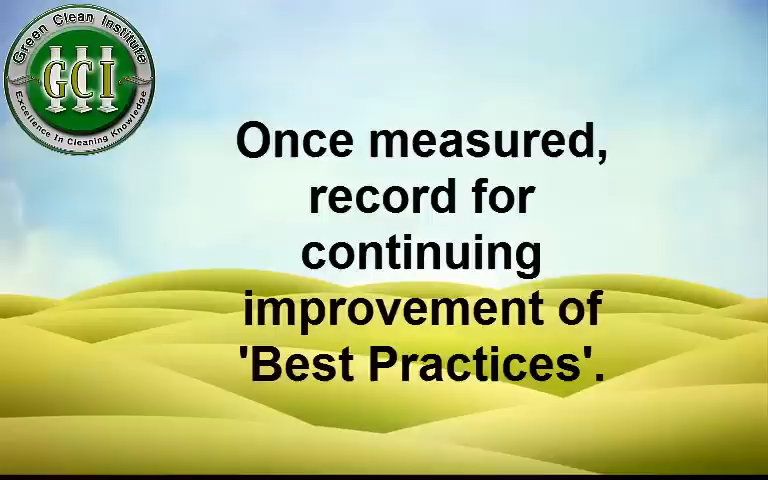 Green Clean Institute
GCI
Excellence In Cleaning Knowledge
Once measured,
record for
continuing
improvement of
'Best Practices'.